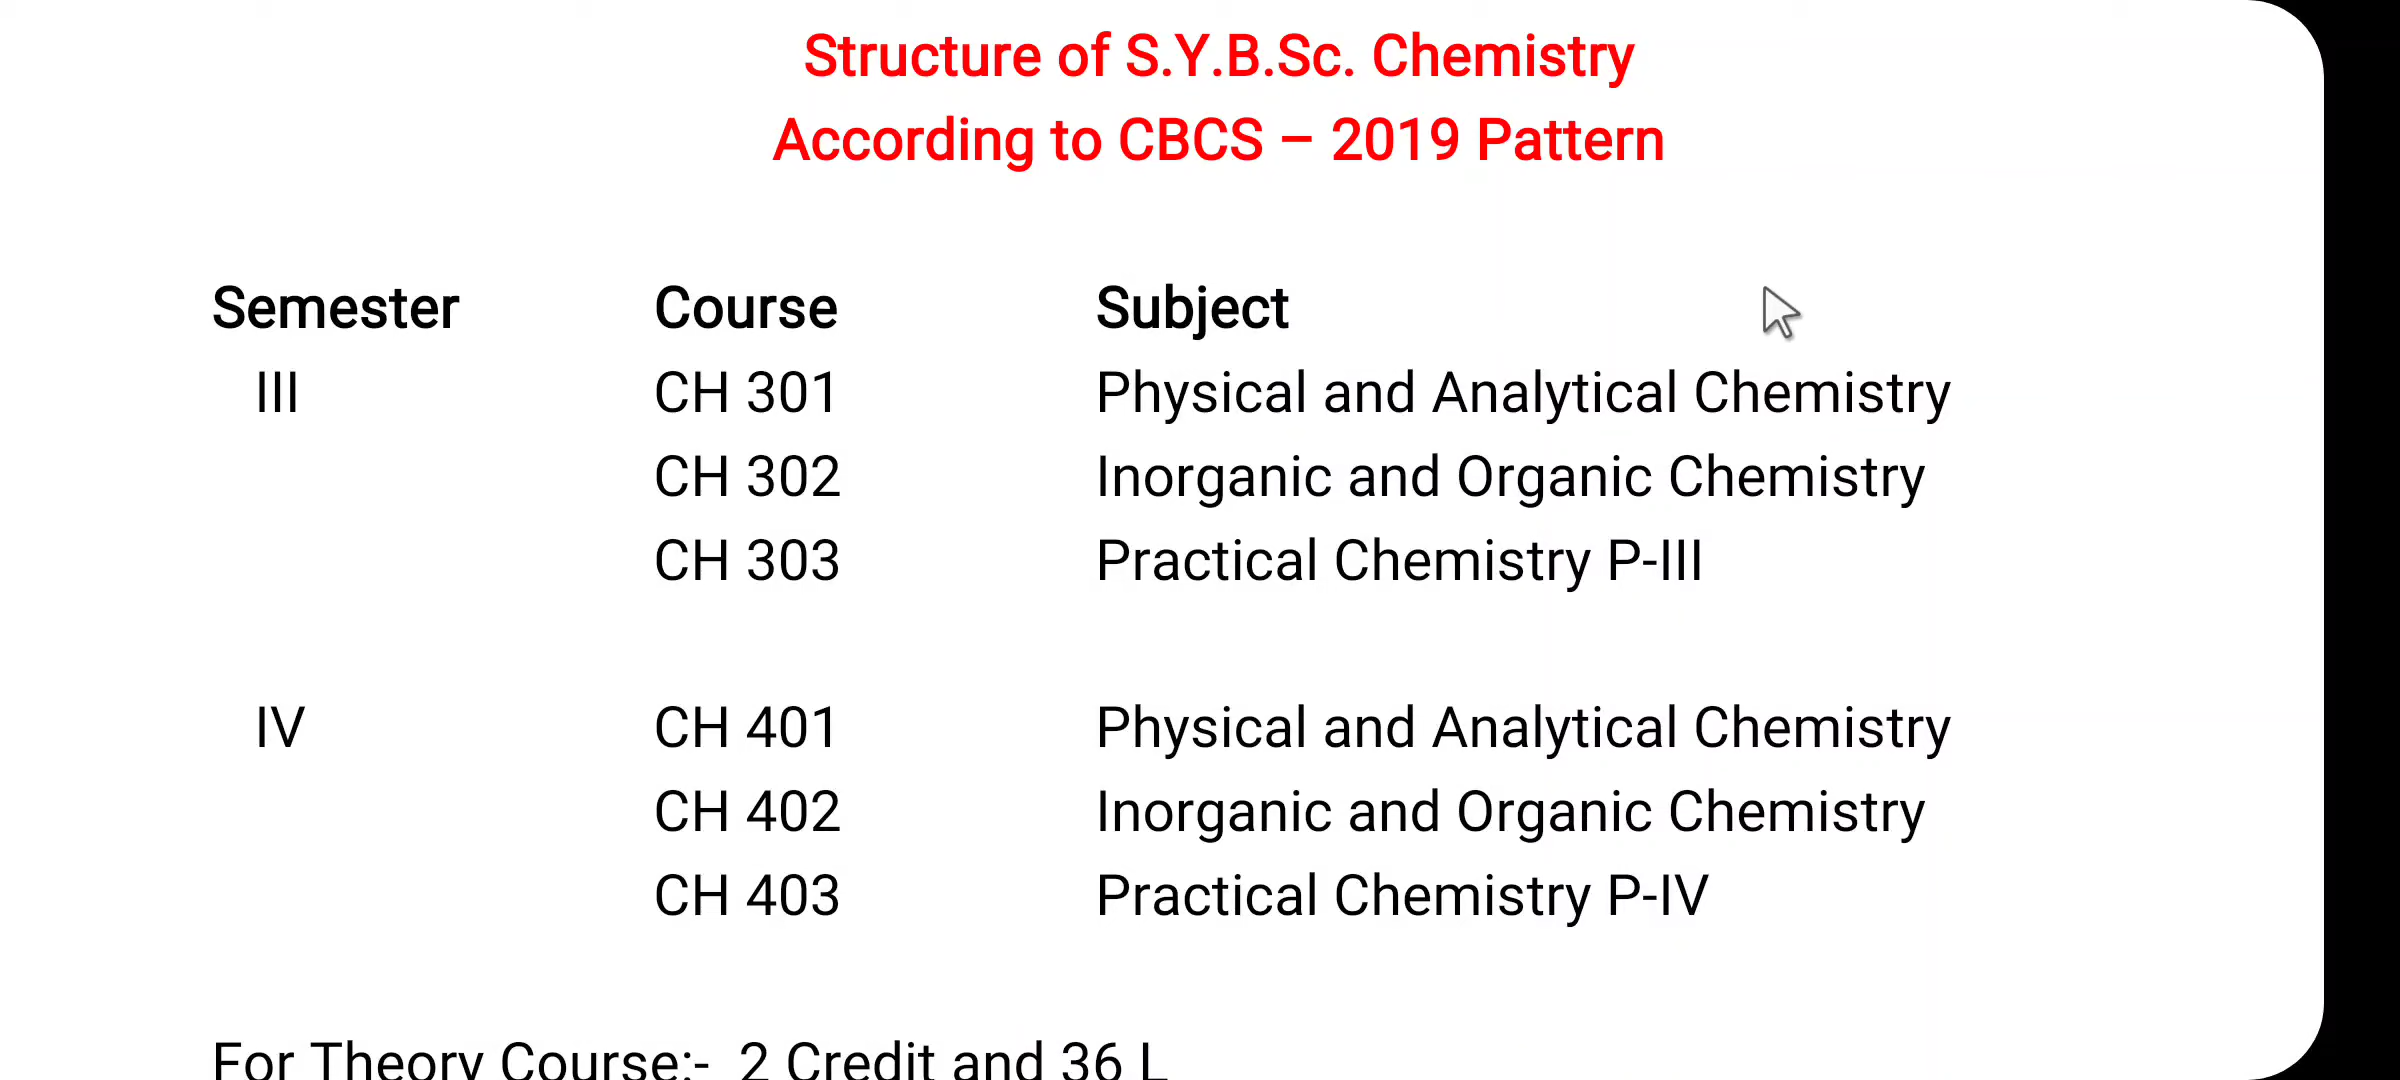 Structure of S.Y.B.Sc. Chemistry
According to CBCS – 2019 Pattern
Semester Course Subject
III CH 301 Physical and Analytical Chemistry
CH 302 Inorganic and Organic Chemistry
CH 303 Practical Chemistry P-III
IV CH 401 Physical and Analytical Chemistry
CH 402 Inorganic and Organic Chemistry
CH 403 Practical Chemistry P-IV
For Theory Course:- 2 Credit and 36 L